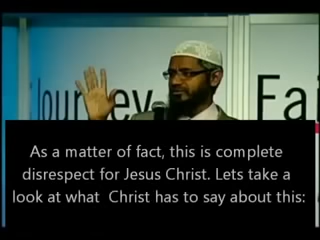 Journey
Fai
As a matter of fact, this is complete
disrespect for Jesus Christ. Lets take a
look at what  Christ has to say about this: